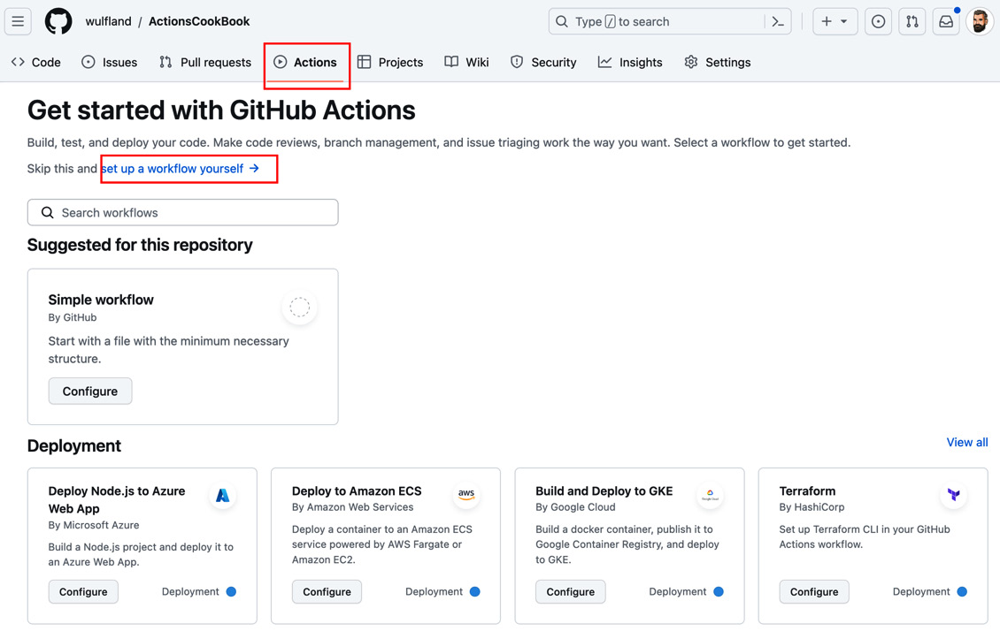 wulfland / ActionsCookBook
Type / to search
Code
Issues
Pull requests
Actions
Projects
Wiki
Security
Insights
Settings
Get started with GitHub Actions
Build, test, and deploy your code. Make code reviews, branch management, and issue triaging work the way you want. Select a workflow to get started.
Skip this and set up a workflow yourself →
Search workflows
Suggested for this repository
Simple workflow
By GitHub
Start with a file with the minimum necessary
structure.
Configure
Deployment
View all
Deploy Node.js to Azure
Web App
By Microsoft Azure
Build a Node.js project and deploy it to
an Azure Web App.
Configure
Deployment
Deploy to Amazon ECS
aws
By Amazon Web Services
Deploy a container to an Amazon ECS
service powered by AWS Fargate or
Amazon EC2.
Configure
Deployment
Build and Deploy to GKE
Google Cloud
By Google Cloud
Build a docker container, publish it to
Google Container Registry, and deploy
to GKE.
Configure
Deployment
Terraform
By HashiCorp
Set up Terraform CLI in your GitHub
Actions workflow.
Configure
Deployment